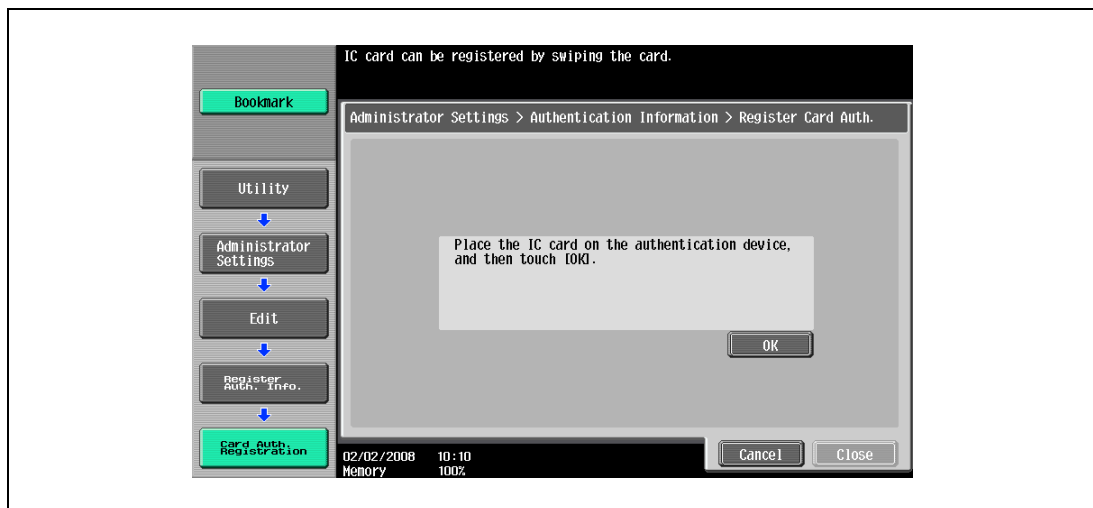 IC card can be registered by swiping the card.
Bookmark
Administrator Settings > Authentication Information > Register Card Auth.
Utility
Administrator
Settings
Edit
Register
Auth. Info.
Card Auth.
Registration
Place the IC card on the authentication device,
and then touch [OK].
OK
02/02/2008 10:10
Memory 100%
Cancel
Close